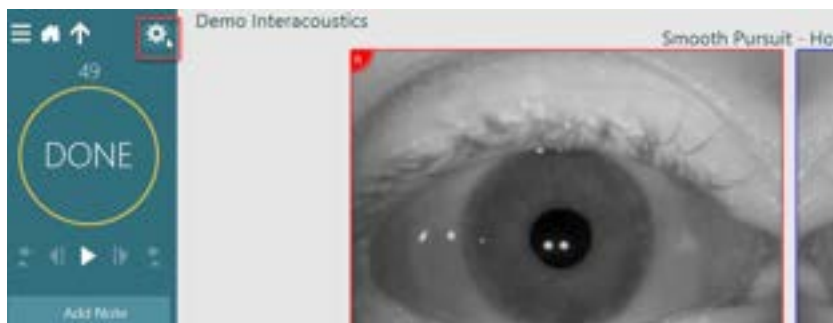 Demo Interacoustics
Smooth Pursuit - Ho
49
R
DONE
Add Note